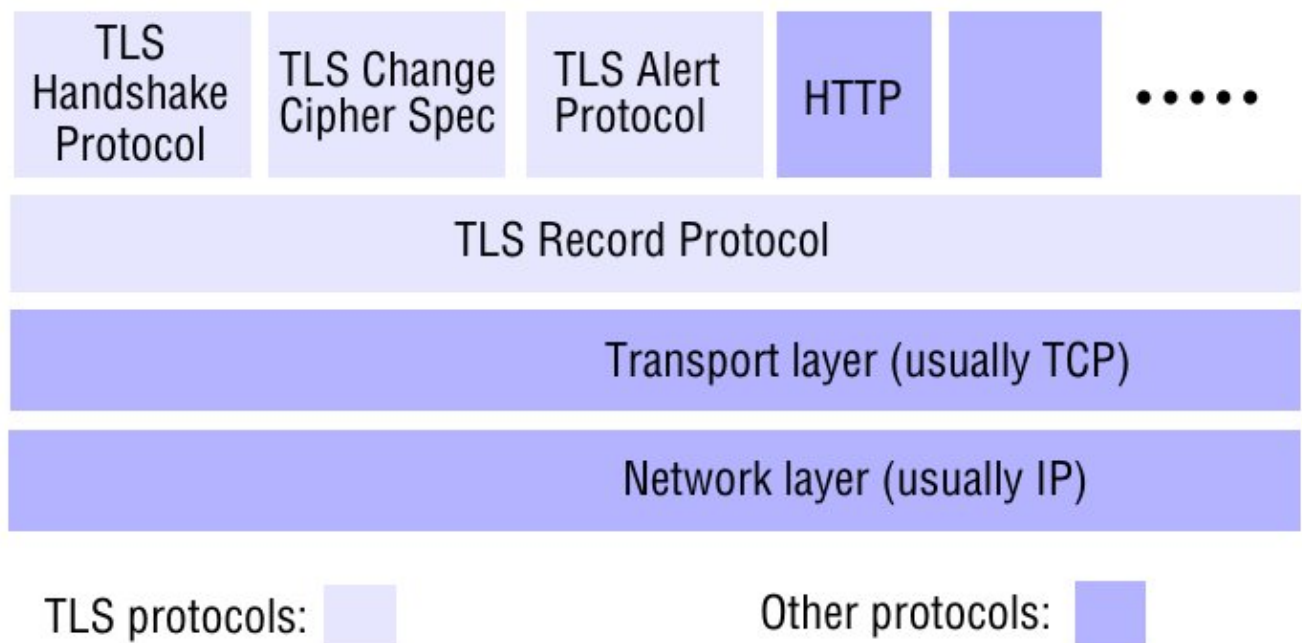 TLS
Handshake
Protocol
TLS Change
Cipher Spec
TLS Alert
Protocol
HTTP
•••••
TLS Record Protocol
Transport layer (usually TCP)
Network layer (usually IP)
TLS protocols:
Other protocols: